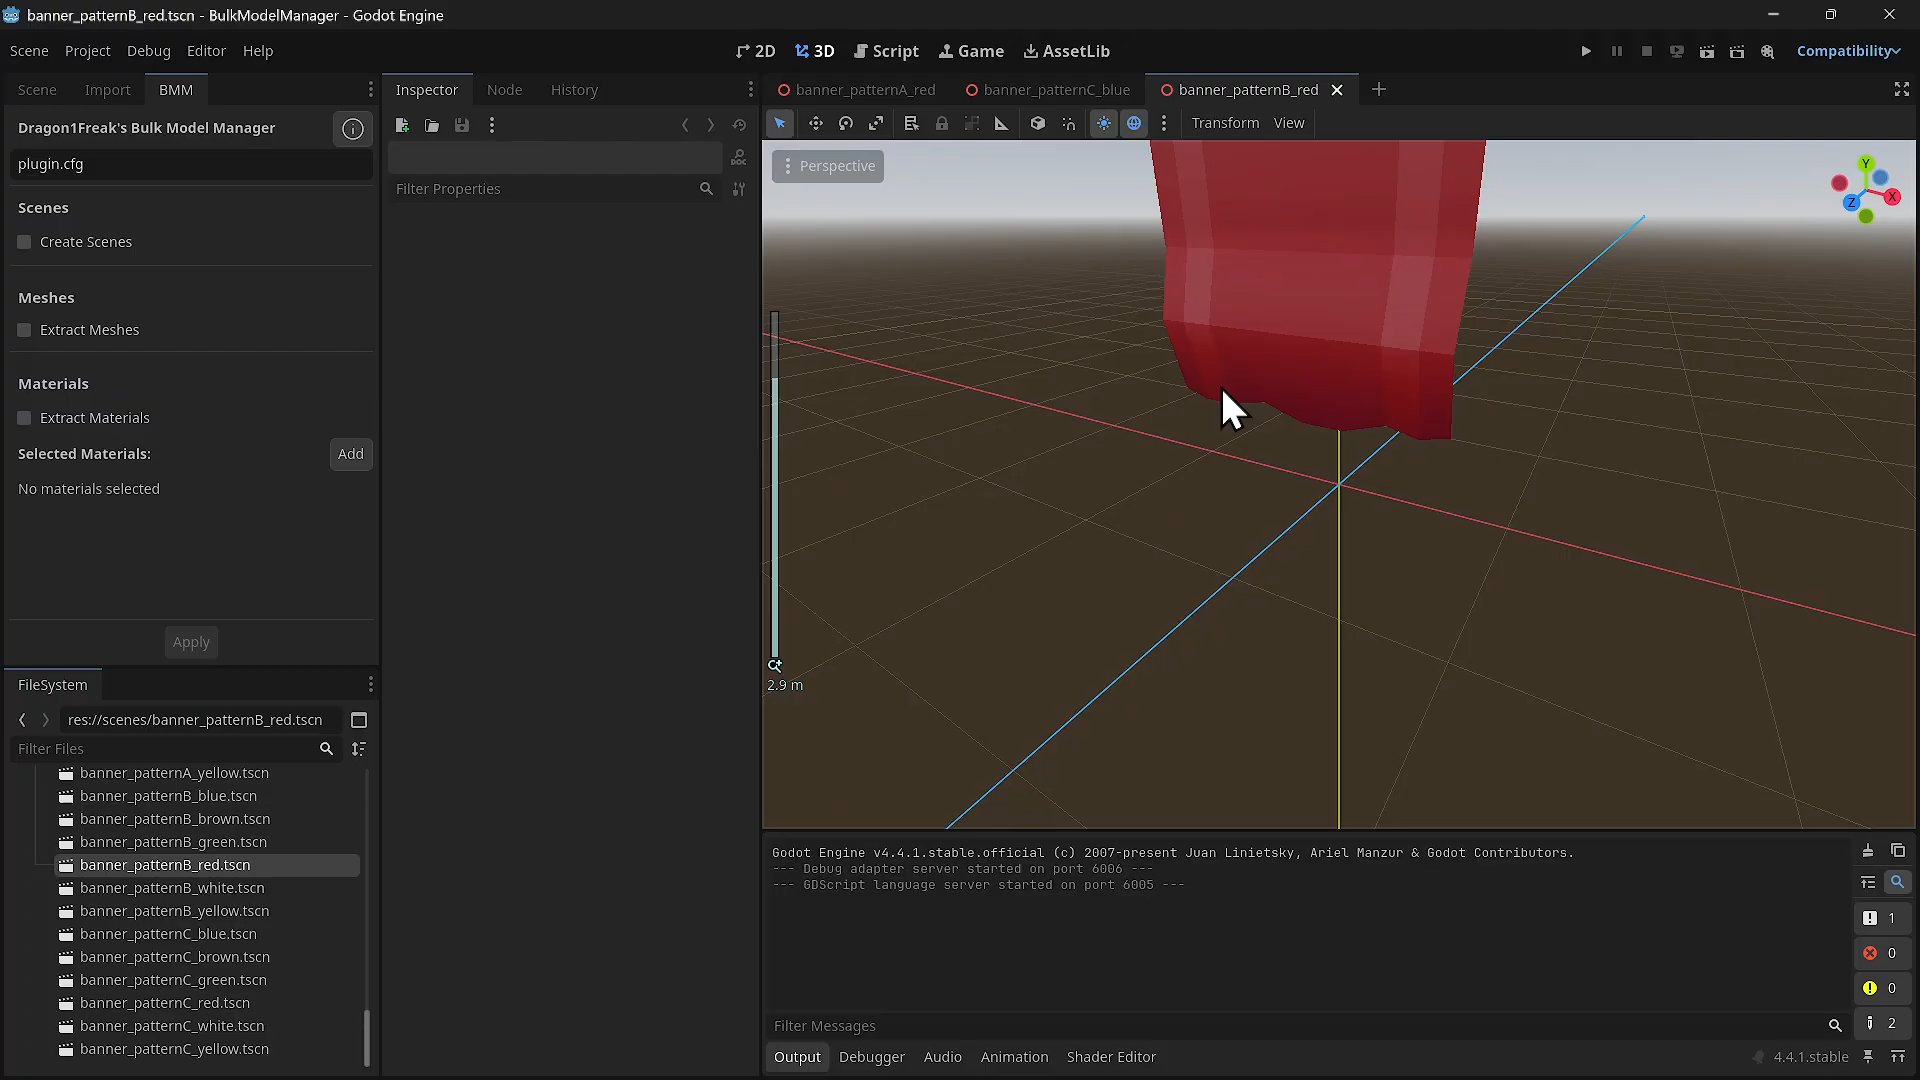 banner_patternB_red.tscn - BulkModelManager - Godot Engine
Scene Project Debug Editor Help
2D 3D Script Game AssetLib
Compatibility
Scene Import BMM
Inspector Node History
banner_patternA_red banner_patternC_blue banner_patternB_red
Dragon1Freak's Bulk Model Manager
Transform View
plugin.cfg
Perspective
Filter Properties
Y
X
Z
Scenes
Create Scenes
Meshes
Extract Meshes
Materials
Extract Materials
Selected Materials: Add
No materials selected
Apply
2.9 m
FileSystem
res://scenes/banner_patternB_red.tscn
Filter Files
banner_patternA_yellow.tscn
banner_patternB_blue.tscn
banner_patternB_brown.tscn
banner_patternB_green.tscn
banner_patternB_red.tscn
banner_patternB_white.tscn
banner_patternB_yellow.tscn
banner_patternC_blue.tscn
banner_patternC_brown.tscn
banner_patternC_green.tscn
banner_patternC_red.tscn
banner_patternC_white.tscn
banner_patternC_yellow.tscn
Godot Engine v4.4.1.stable.official (c) 2007-present Juan Linietsky, Ariel Manzur & Godot Contributors.
--- Debug adapter server started on port 6006 ---
--- GDScript language server started on port 6005 ---
1
0
0
2
Filter Messages
Output Debugger Audio Animation Shader Editor
4.4.1.stable